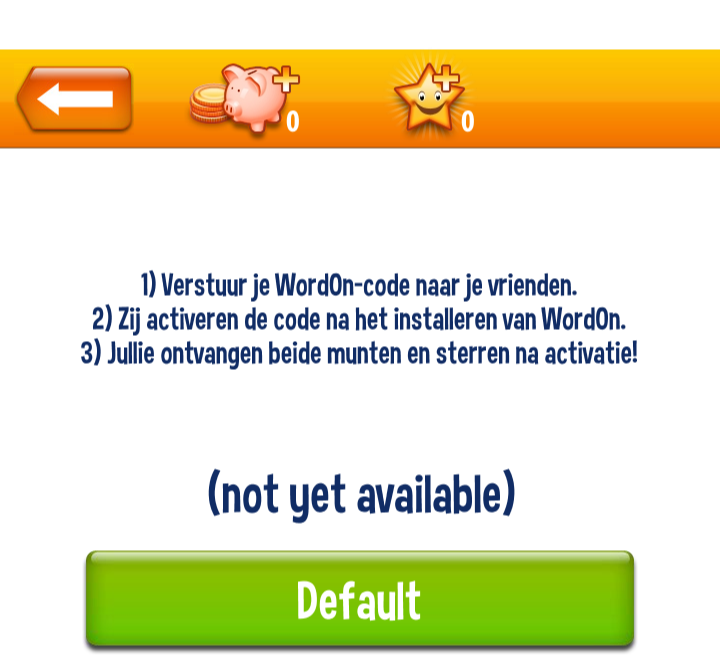 0
0
1) Verstuur je WordOn-code naar je vrienden.
2) Zij activeren de code na het installeren van WordOn.
3) Jullie ontvangen beide munten en sterren na activatie!
(not yet available)
Default